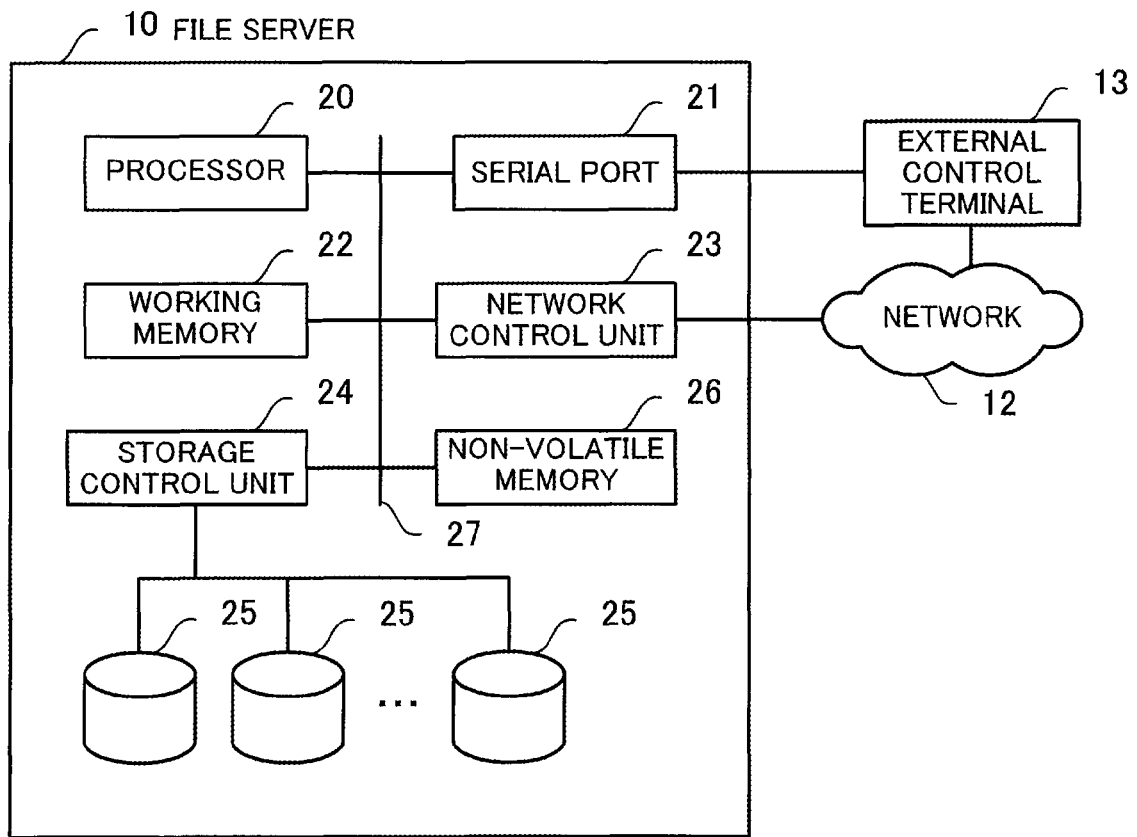 10 FILE SERVER
20
21
13
PROCESSOR
SERIAL PORT
EXTERNAL
CONTROL
TERMINAL
22
23
WORKING
MEMORY
NETWORK
CONTROL UNIT
NETWORK
12
24
26
STORAGE
CONTROL UNIT
NON-VOLATILE
MEMORY
27
25
25
25
...